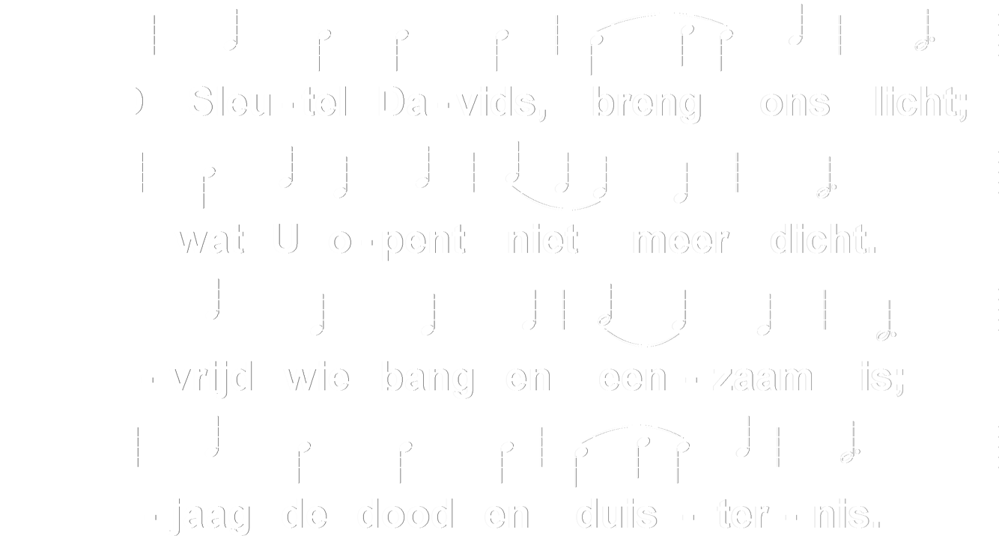 O Sleu - tel Da - vids, breng ons licht;
wat U o - pent niet meer dicht.
- vrijd wie bang en een - zaam is;
- jaag de dood en duis - ter - nis.